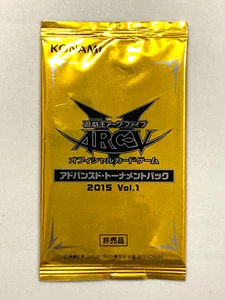 KONAMI
遊戯王アーク・ファイブ
ARC-V
オフィシャルカードゲーム
アドバンスド・トーナメントパック
2015 Vol.1
非売品